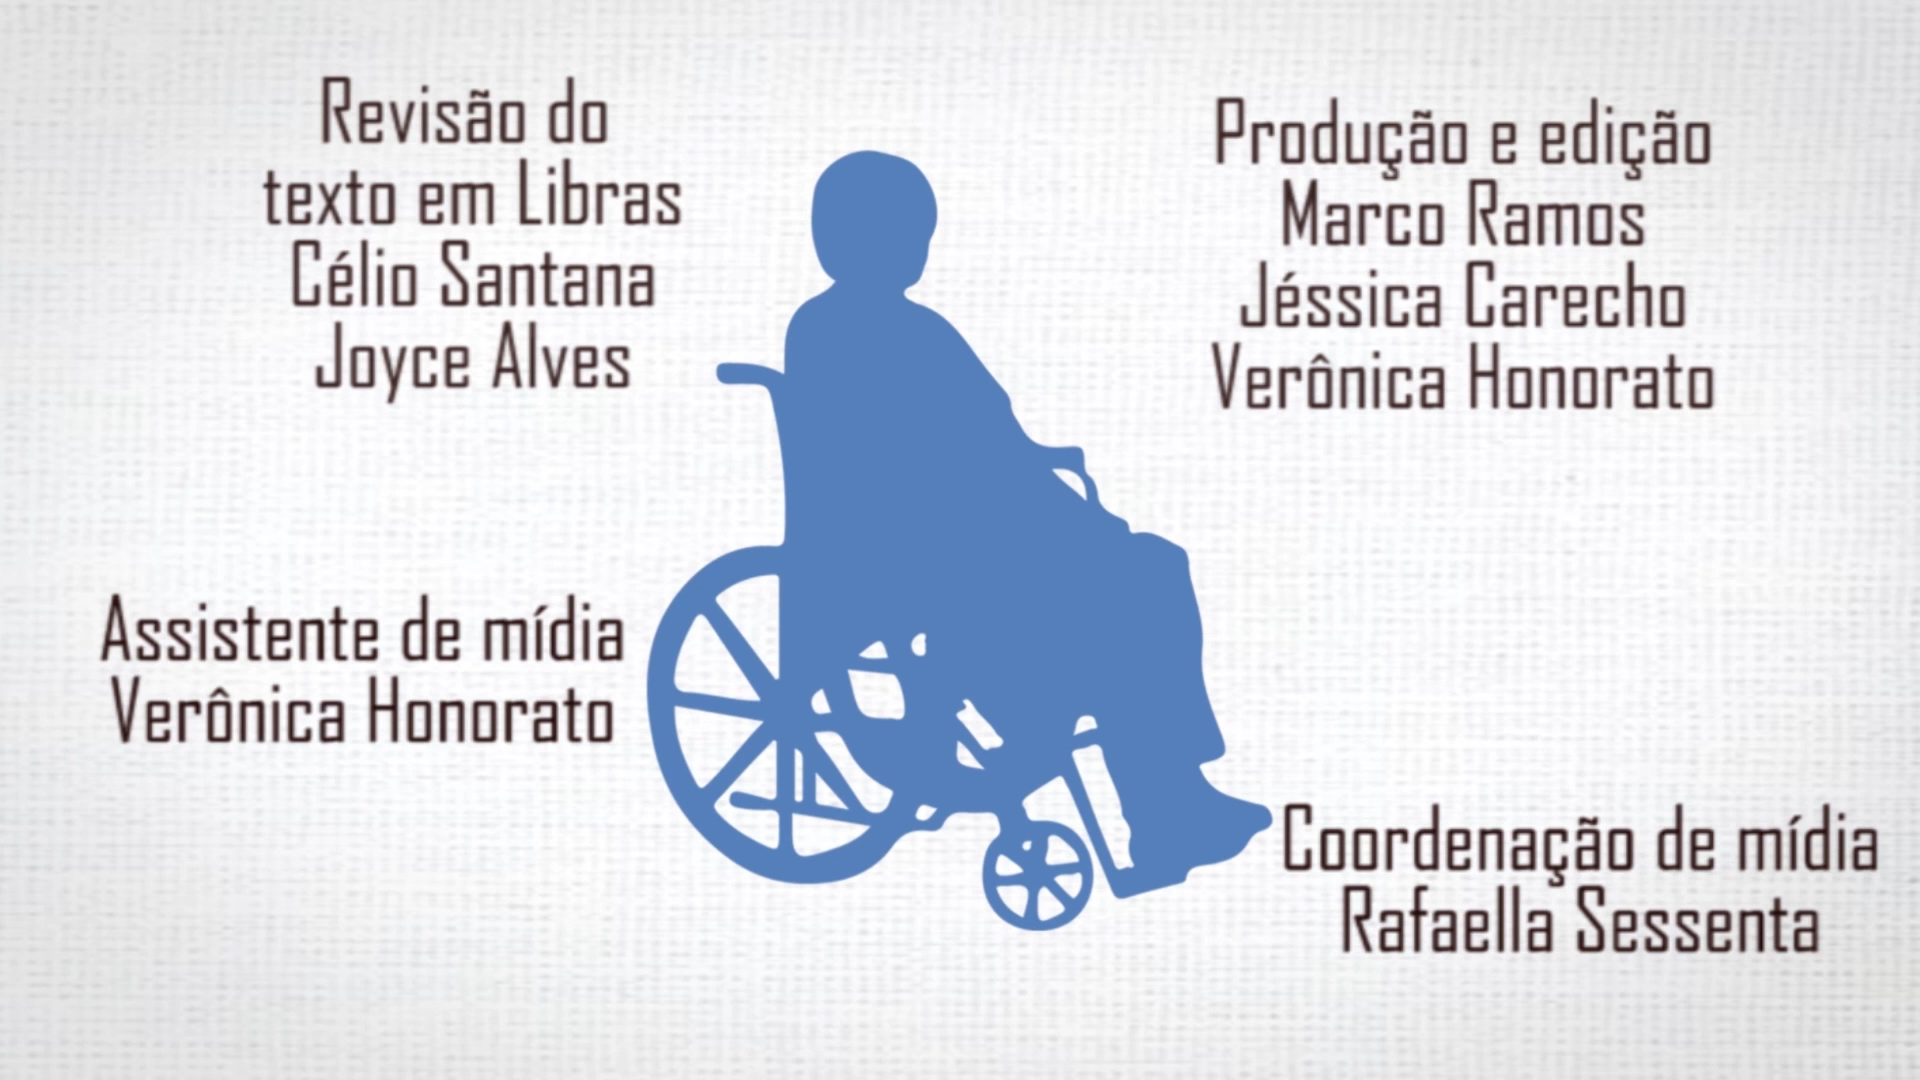 Revisão do
texto em Libras
Célio Santana
Joyce Alves
Produção e edição
Marco Ramos
Jéssica Carecho
Verônica Honorato
Assistente de mídia
Verônica Honorato
Coordenação de mídia
Rafaella Sessenta